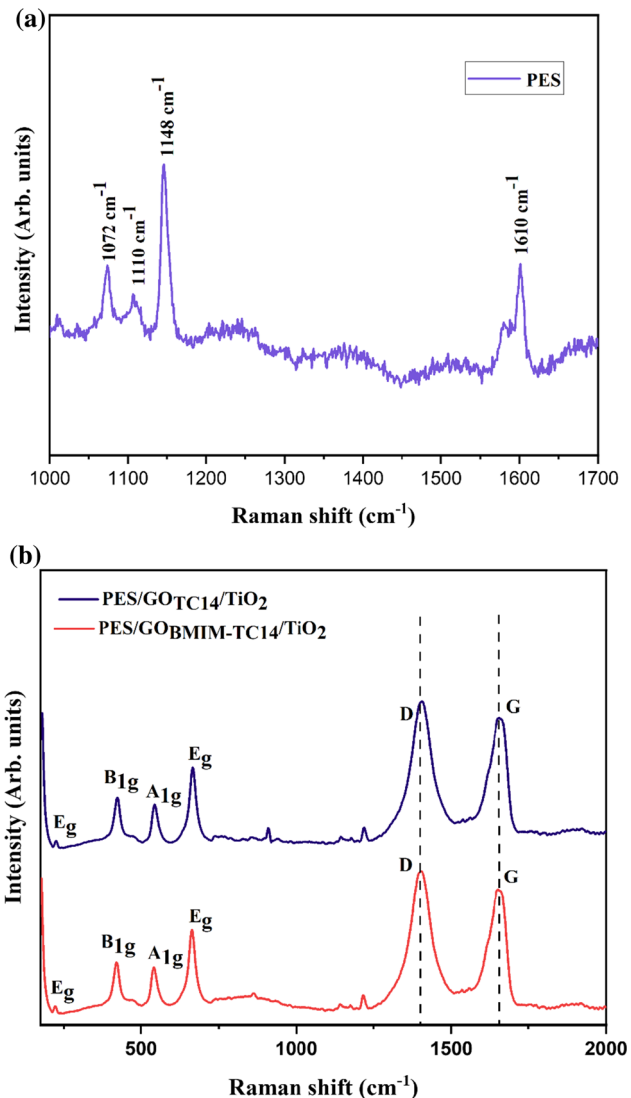 (a)
PES
1072 cm-1
1110 cm-1
1148 cm-1
1610 cm-1
Intensity (Arb. units)
1000 1100 1200 1300 1400 1500 1600 1700
Raman shift (cm-1)
(b)
PES/GOTC14/TiO2
PES/GOBMIM-TC14/TiO2
Eg
B1g
A1g
Eg
D
G
Eg
B1g
A1g
Eg
D
G
Intensity (Arb. units)
500 1000 1500 2000
Raman shift (cm-1)